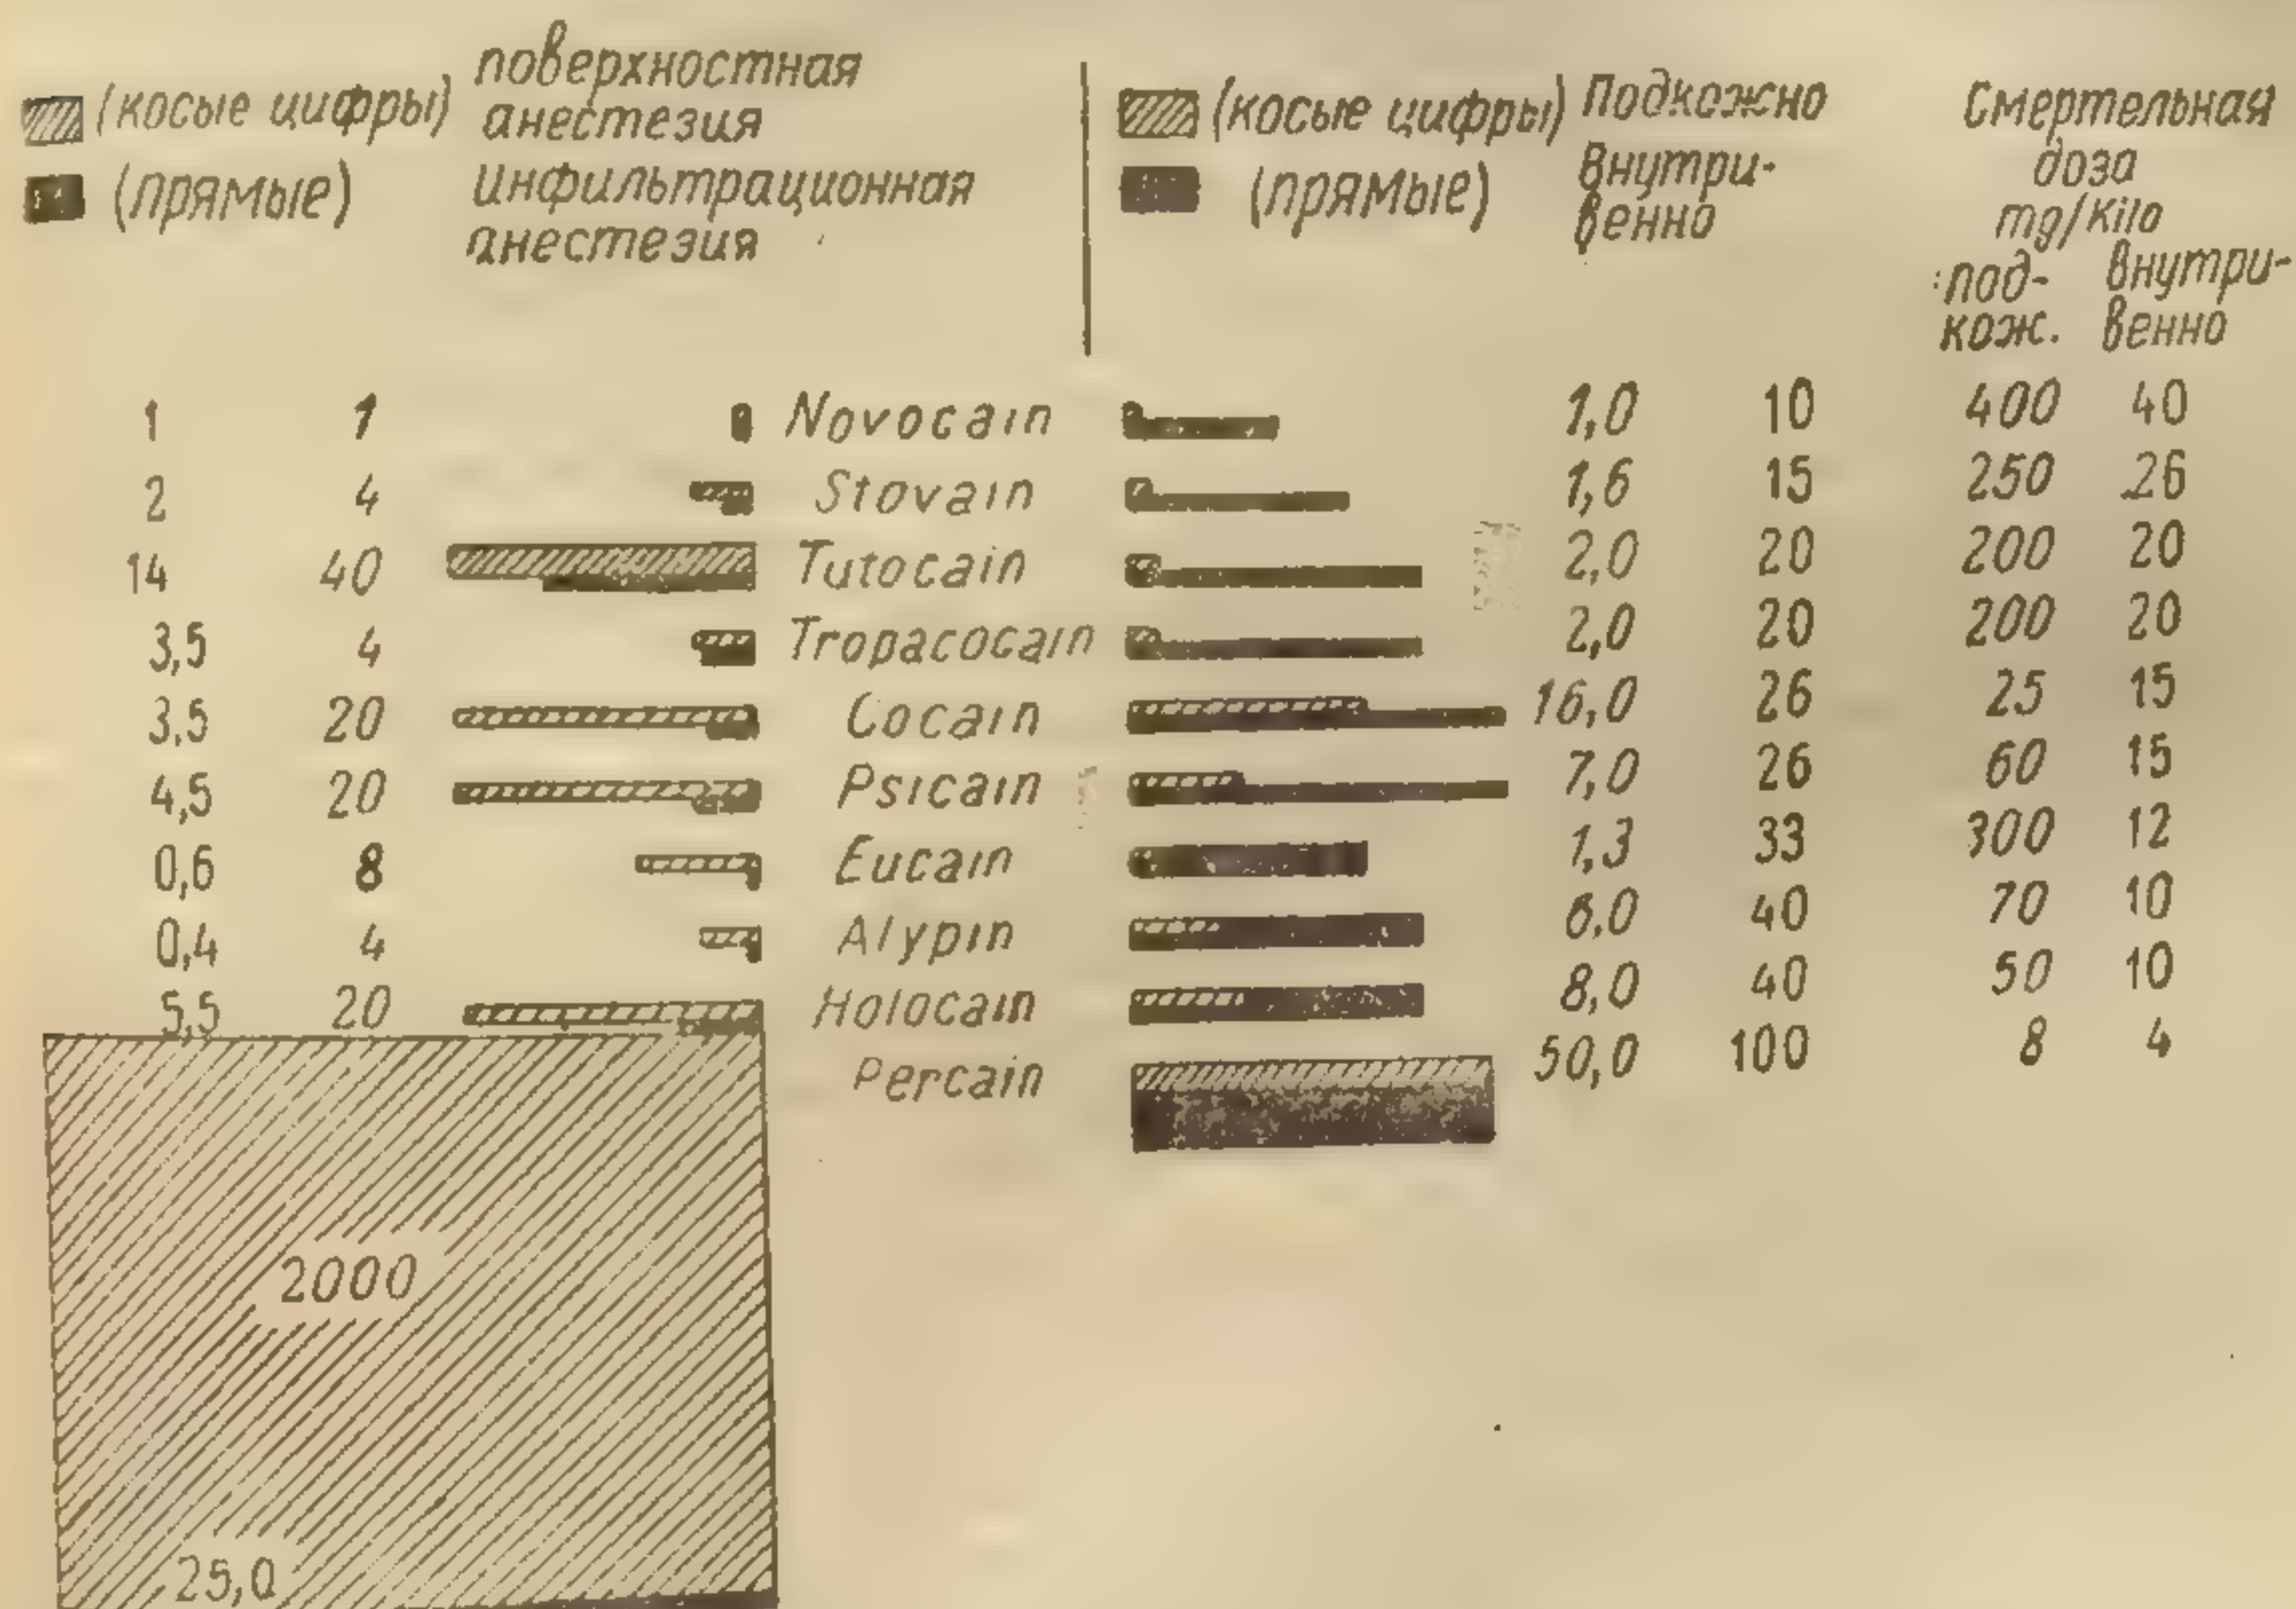 (косые цифры) поверхностная
анестезия
(прямые) инфильтрационная
анестезия
(косые цифры) Подкожно
(прямые) Внутри-
венно
Смертельная
доза
mg/Kilo
под-
кож.
внутри-
венно
1 1 Novocain 1,0 10 400 40
2 4 Stovain 1,6 15 250 26
14 40 Tutocain 2,0 20 200 20
3,5 4 Tropacocain 2,0 20 200 20
3,5 20 Cocain 16,0 26 25 15
4,5 20 Psicain 7,0 26 60 15
0,6 8 Eucain 1,3 33 300 12
0,4 4 Alypin 6,0 40 70 10
5,5 20 Holocain 8,0 40 50 10
Percain 50,0 100 8 4
2000
25,0